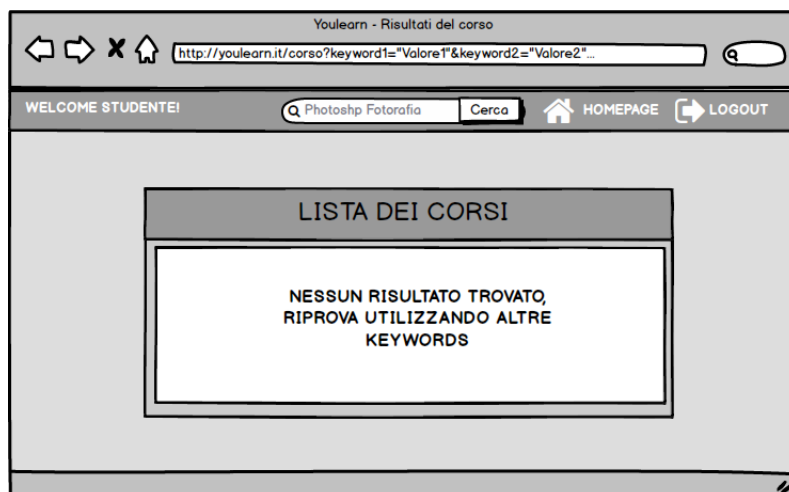 Youlearn - Risultati del corso
http://youlearn.it/corso?keyword1="Valore1"&keyword2="Valore2"...
WELCOME STUDENTE!
Photoshp Fotorafia
Cerca
HOMEPAGE
LOGOUT
LISTA DEI CORSI
NESSUN RISULTATO TROVATO,
RIPROVA UTILIZZANDO ALTRE
KEYWORDS